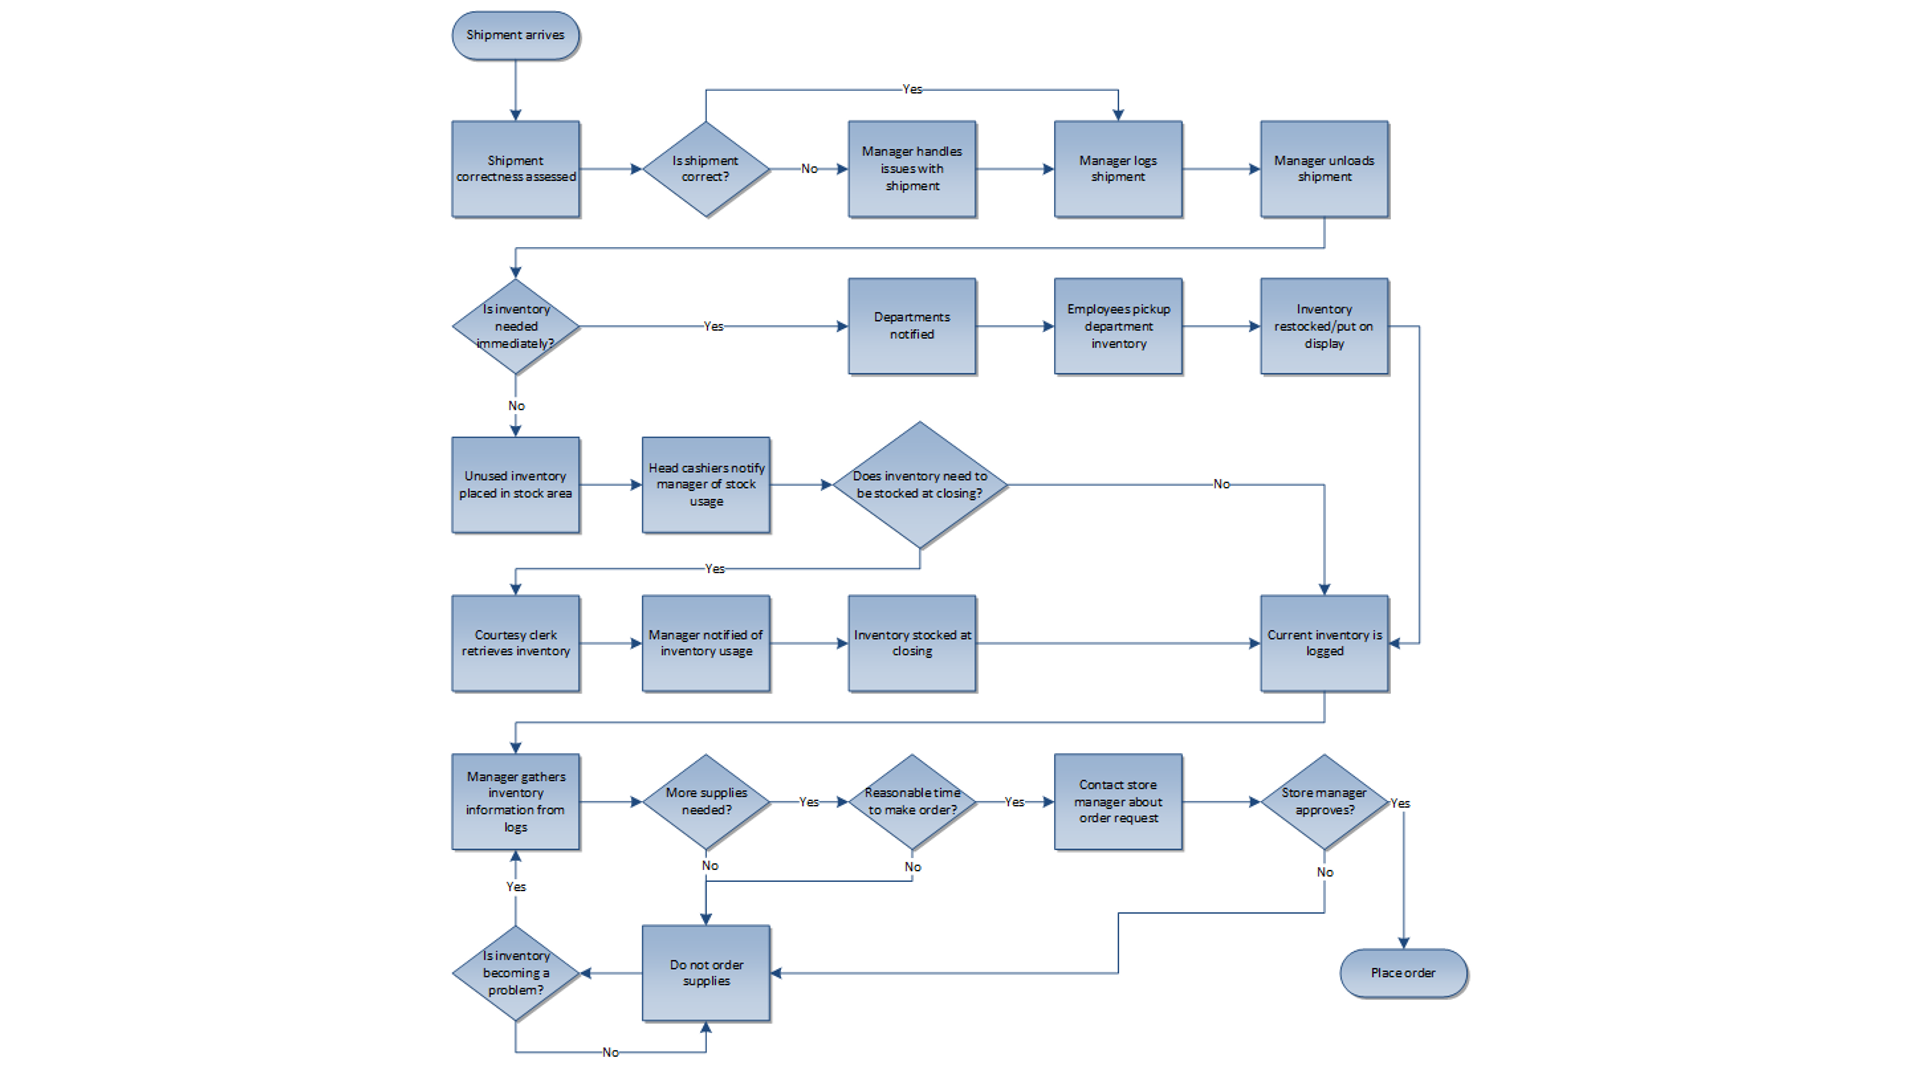 Shipment arrives
Yes
Shipment
correctness assessed
Is shipment
correct?
No
Manager handles
issues with
shipment
Manager logs
shipment
Manager unloads
shipment
Is inventory
needed
immediately?
Yes
Departments
notified
Employees pickup
department
inventory
Inventory
restocked/put on
display
No
Unused inventory
placed in stock area
Head cashiers notify
manager of stock
usage
Does inventory need to
be stocked at closing?
No
Yes
Courtesy clerk
retrieves inventory
Manager notified of
inventory usage
Inventory stocked at
closing
Current inventory is
logged
Manager gathers
inventory
information from
logs
More supplies
needed?
Yes
Reasonable time
to make order?
Yes
Contact store
manager about
order request
Store manager
approves?
Yes
No
No
No
Yes
Is inventory
becoming a
problem?
Do not order
supplies
Place order
No